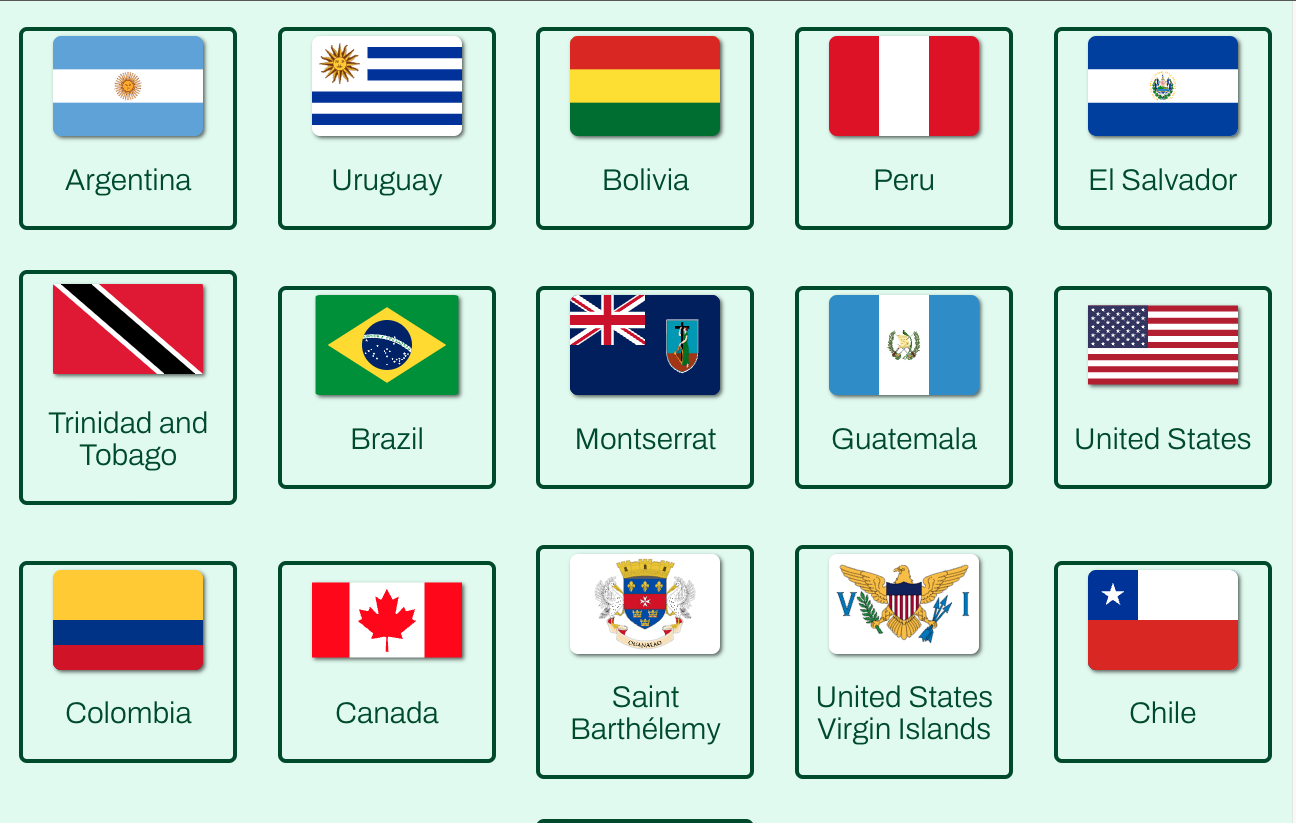 Argentina
Uruguay
Bolivia
Peru
El Salvador
Trinidad and
Tobago
Brazil
Montserrat
Guatemala
United States
Colombia
Canada
OUANALAO
Saint
Barthélemy
V I
United States
Virgin Islands
Chile